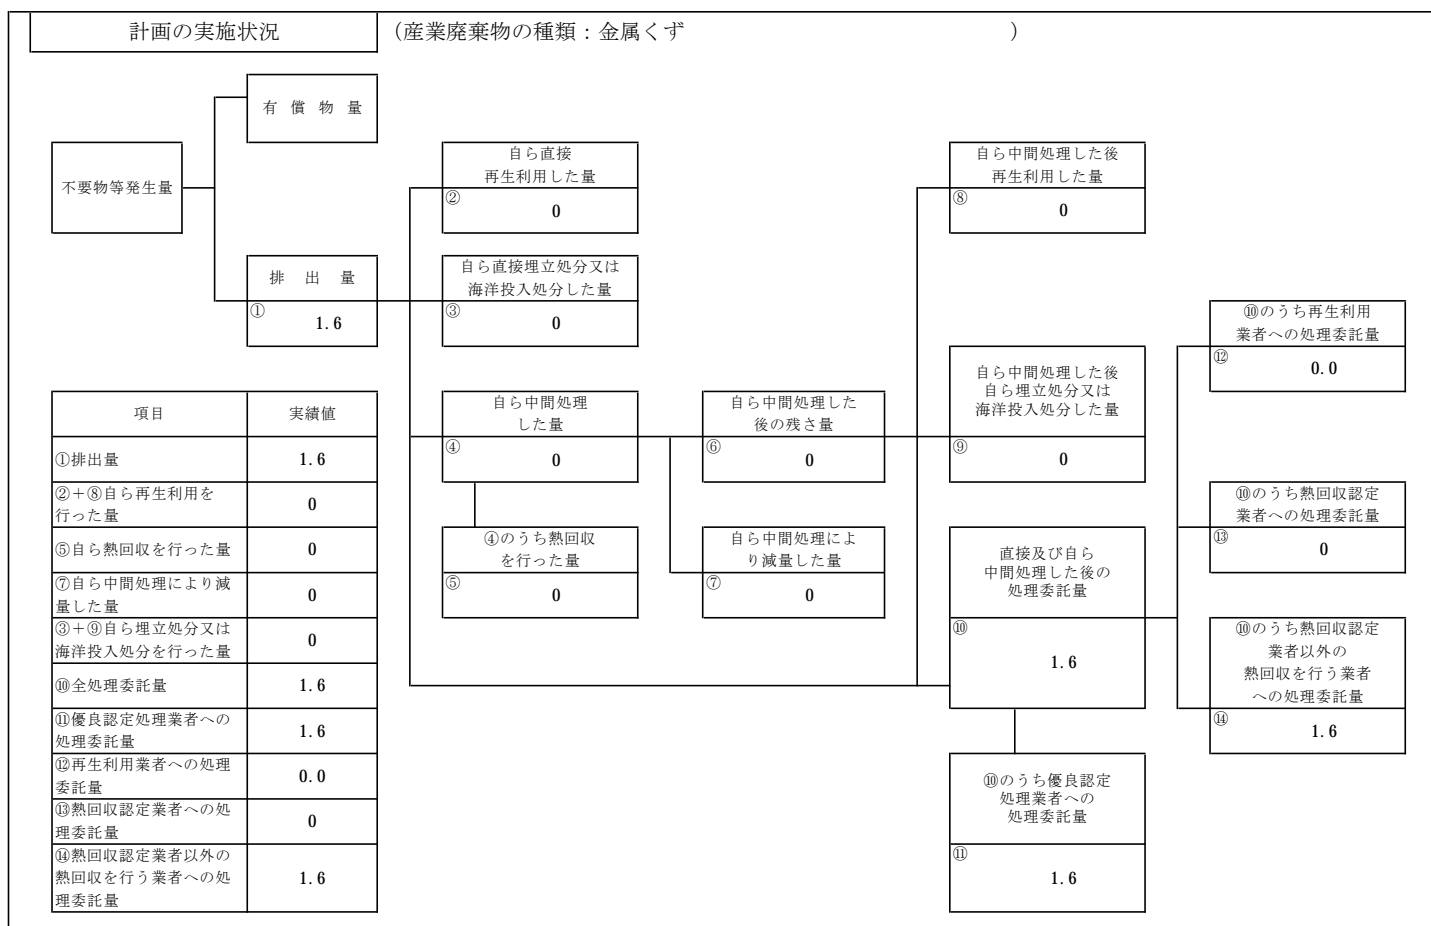 計画の実施状況
（産業廃棄物の種類：金属くず　　　　　　　　　　　　　　　　）
有 償 物 量
不要物等発生量
自ら直接
再生利用した量
②
0
自ら中間処理した後
再生利用した量
⑧
0
排 出 量
①
1.6
自ら直接埋立処分又は
海洋投入処分した量
③
0
⑩のうち再生利用
業者への処理委託量
⑫
0.0
自ら中間処理
した量
④
0
自ら中間処理した
後の残さ量
⑥
0
自ら中間処理した後
自ら埋立処分又は
海洋投入処分した量
⑨
0
⑩のうち熱回収認定
業者への処理委託量
⑬
0
④のうち熱回収
を行った量
⑤
0
自ら中間処理によ
り減量した量
⑦
0
直接及び自ら
中間処理した後の
処理委託量
⑩
1.6
⑩のうち熱回収認定
業者以外の
熱回収を行う業者
への処理委託量
⑭
1.6
⑩のうち優良認定
処理業者への
処理委託量
⑪
1.6
項目 実績値
①排出量 1.6
②＋⑧自ら再生利用を
行った量 0
⑤自ら熱回収を行った量 0
⑦自ら中間処理により減
量した量 0
③＋⑨自ら埋立処分又は
海洋投入処分を行った量 0
⑩全処理委託量 1.6
⑪優良認定処理業者への
処理委託量 1.6
⑫再生利用業者への処理
委託量 0.0
⑬熱回収認定業者への処
理委託量 0
⑭熱回収認定業者以外の
熱回収を行う業者への処
理委託量 1.6